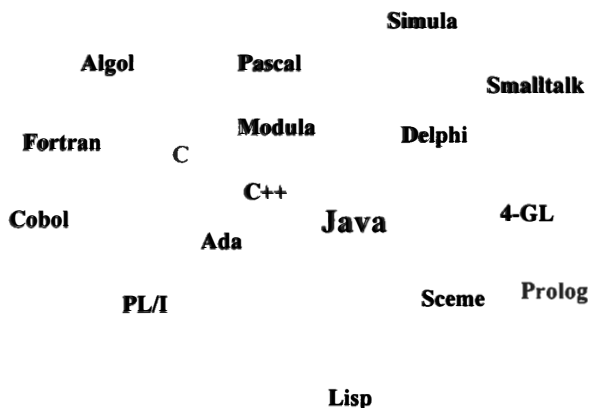 Simula
Algol
Pascal
Smalltalk
Modula
Delphi
Fortran
C
C++
4-GL
Cobol
Java
Ada
Prolog
Sceme
PL/I
Lisp